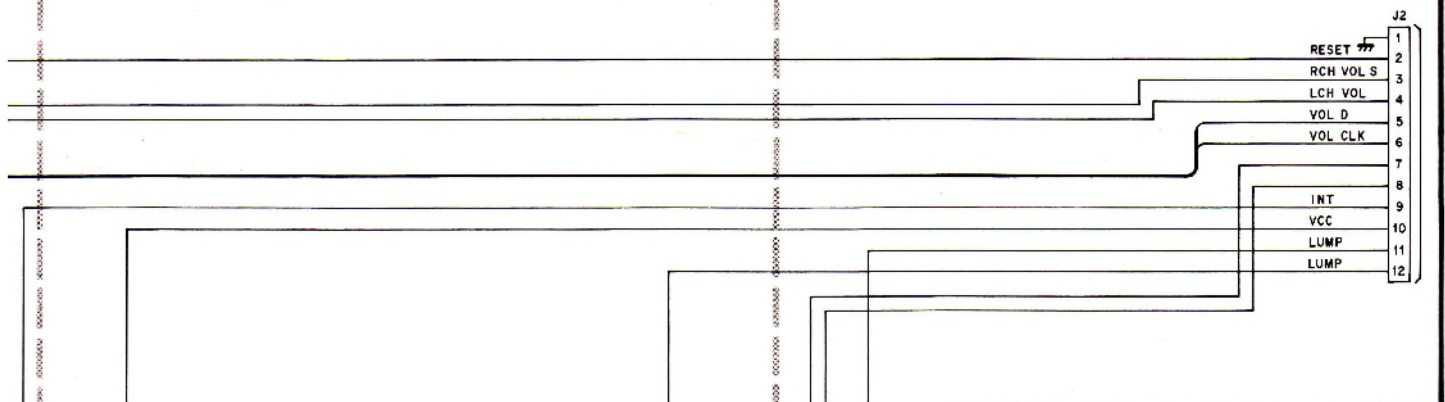 J2
1
RESET 2
RCH VOL S 3
LCH VOL 4
VOL D 5
VOL CLK 6
7
8
INT 9
VCC 10
LUMP 11
LUMP 12